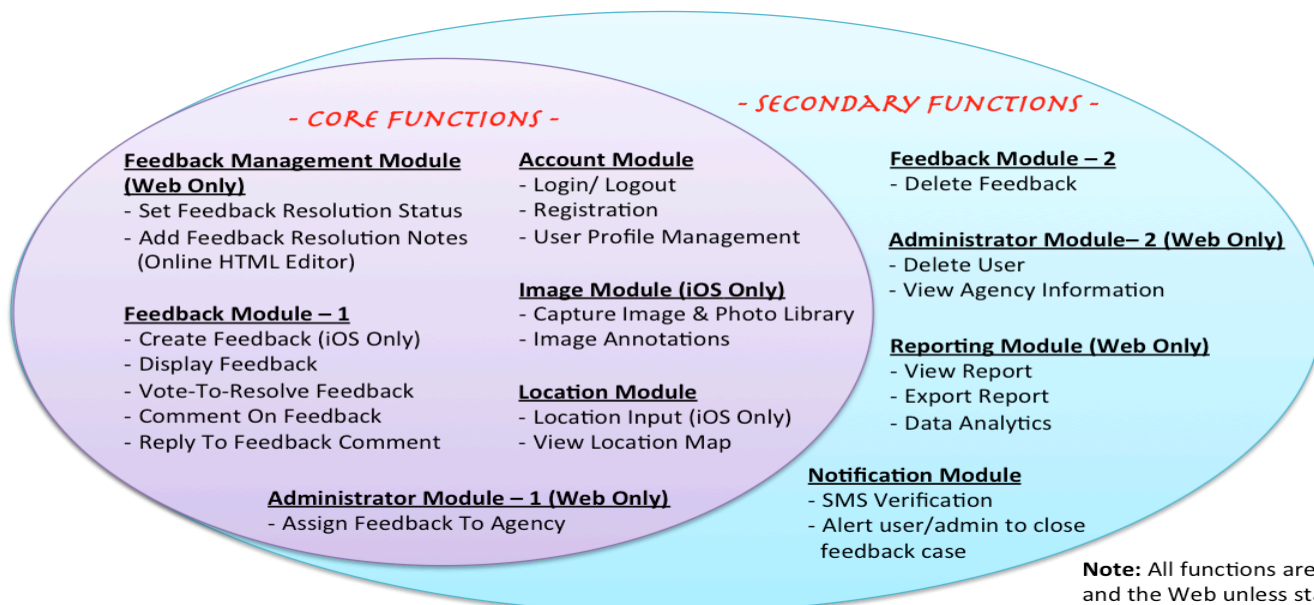 - CORE FUNCTIONS -
Feedback Management Module
(Web Only)
- Set Feedback Resolution Status
- Add Feedback Resolution Notes
(Online HTML Editor)
Feedback Module – 1
- Create Feedback (iOS Only)
- Display Feedback
- Vote-To-Resolve Feedback
- Comment On Feedback
- Reply To Feedback Comment
Account Module
- Login/ Logout
- Registration
- User Profile Management
Image Module (iOS Only)
- Capture Image & Photo Library
- Image Annotations
Location Module
- Location Input (iOS Only)
- View Location Map
Administrator Module – 1 (Web Only)
- Assign Feedback To Agency
- SECONDARY FUNCTIONS -
Feedback Module – 2
- Delete Feedback
Administrator Module– 2 (Web Only)
- Delete User
- View Agency Information
Reporting Module (Web Only)
- View Report
- Export Report
- Data Analytics
Notification Module
- SMS Verification
- Alert user/admin to close
feedback case
Note: All functions are
and the Web unless